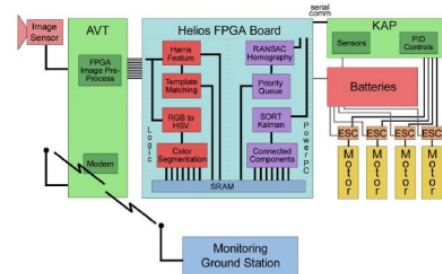 Image
Sensor
AVT
FPGA
Image Pre-
Process
Modem
Helios FPGA Board
Harris
Feature
Template
Matching
RGB to
HSV
Color
Segmentation
Logic
RANSAC
Homography
Priority
Queue
SORT
Kalman
Connected
Components
PowerPC
SRAM
serial
comm
KAP
Sensors
PID
Controls
Batteries
ESC
ESC
ESC
ESC
Motor
Motor
Motor
Motor
Monitoring
Ground Station